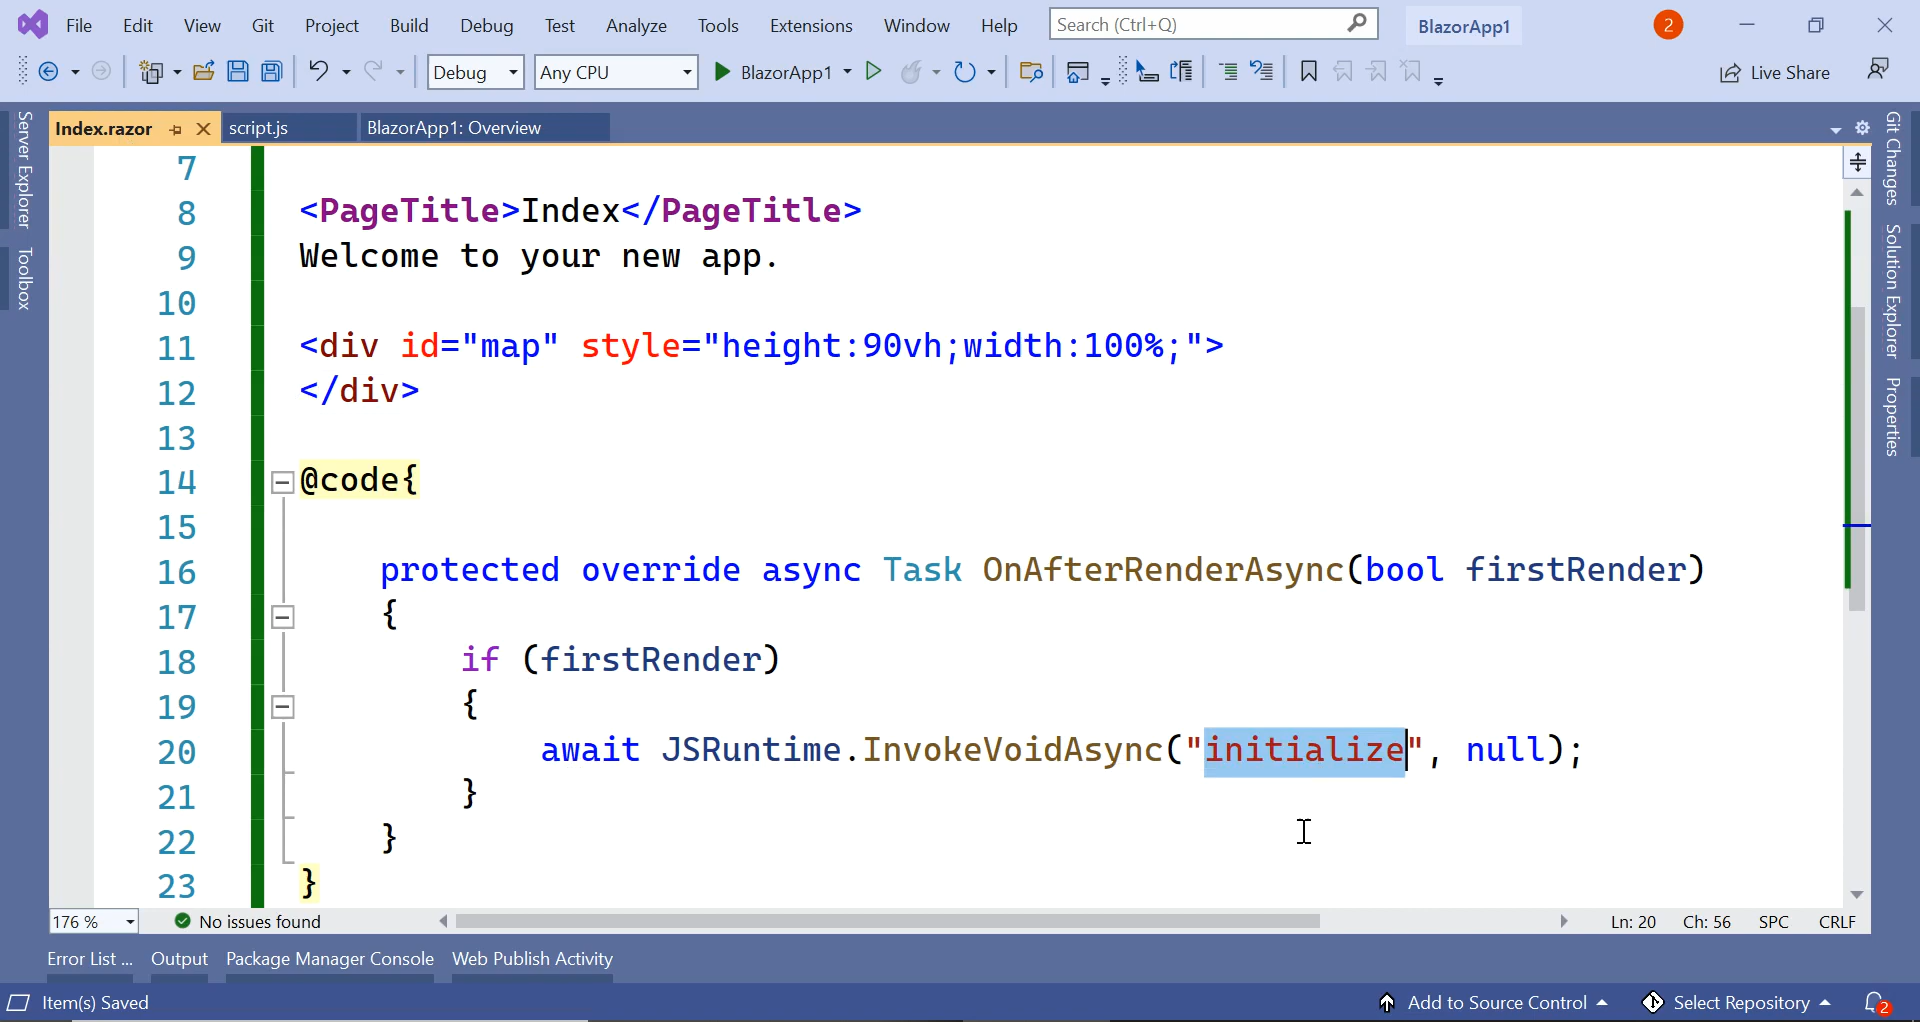 File Edit View Git Project Build Debug Test Analyze Tools Extensions Window Help Search (Ctrl+Q) BlazorApp1 2
Debug Any CPU BlazorApp1 Live Share
Index.razor script.js BlazorApp1: Overview
Server Explorer
Toolbox
Git Changes
Solution Explorer
Properties
7
8 <PageTitle>Index</PageTitle>
9 Welcome to your new app.
10
11 <div id="map" style="height:90vh;width:100%;">
12 </div>
13
14 @code{
15
16 protected override async Task OnAfterRenderAsync(bool firstRender)
17 {
18 if (firstRender)
19 {
20 await JSRuntime.InvokeVoidAsync("initialize", null);
21 }
22 }
23 }
176 % No issues found Ln: 20 Ch: 56 SPC CRLF
Error List ... Output Package Manager Console Web Publish Activity
Item(s) Saved Add to Source Control Select Repository 2